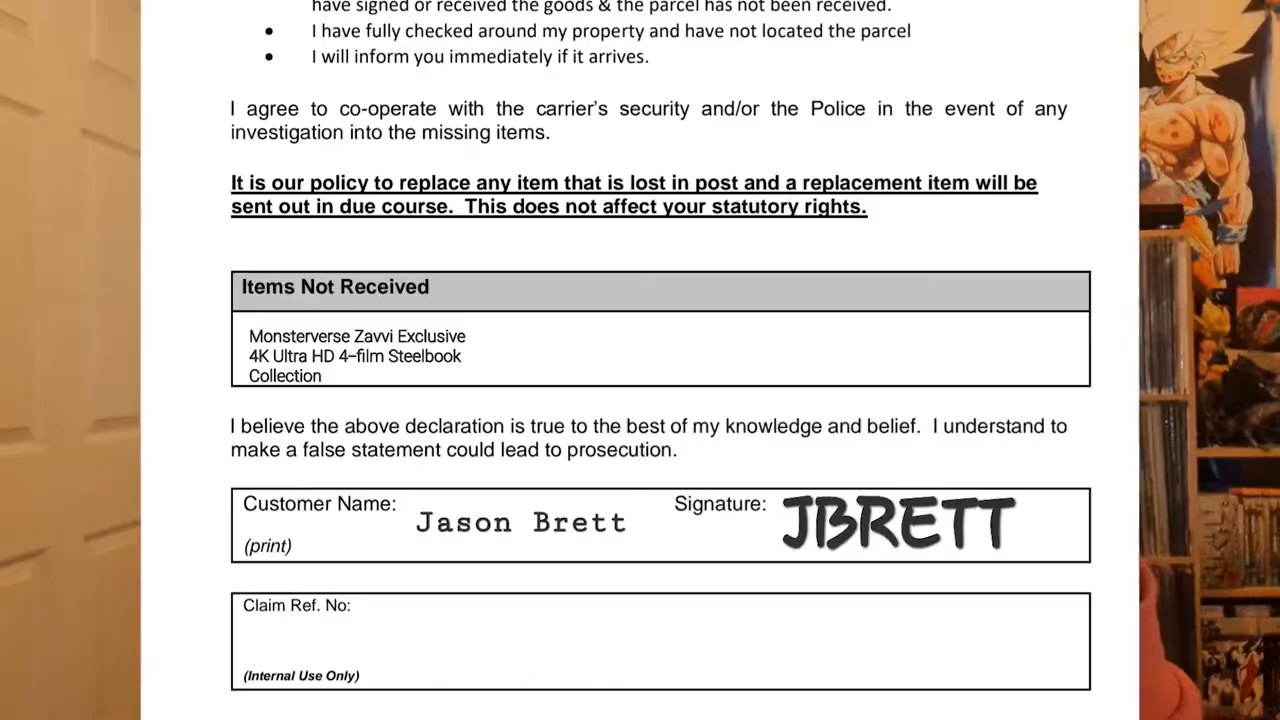 have signed or received the goods & the parcel has not been received.
• I have fully checked around my property and have not located the parcel
• I will inform you immediately if it arrives.
I agree to co-operate with the carrier's security and/or the Police in the event of any
investigation into the missing items.
It is our policy to replace any item that is lost in post and a replacement item will be
sent out in due course.  This does not affect your statutory rights.
Items Not Received
Monsterverse Zavvi Exclusive
4K Ultra HD 4-film Steelbook
Collection
I believe the above declaration is true to the best of my knowledge and belief.  I understand to
make a false statement could lead to prosecution.
Customer Name: Jason Brett Signature: JBRETT
(print)
Claim Ref. No:
(Internal Use Only)